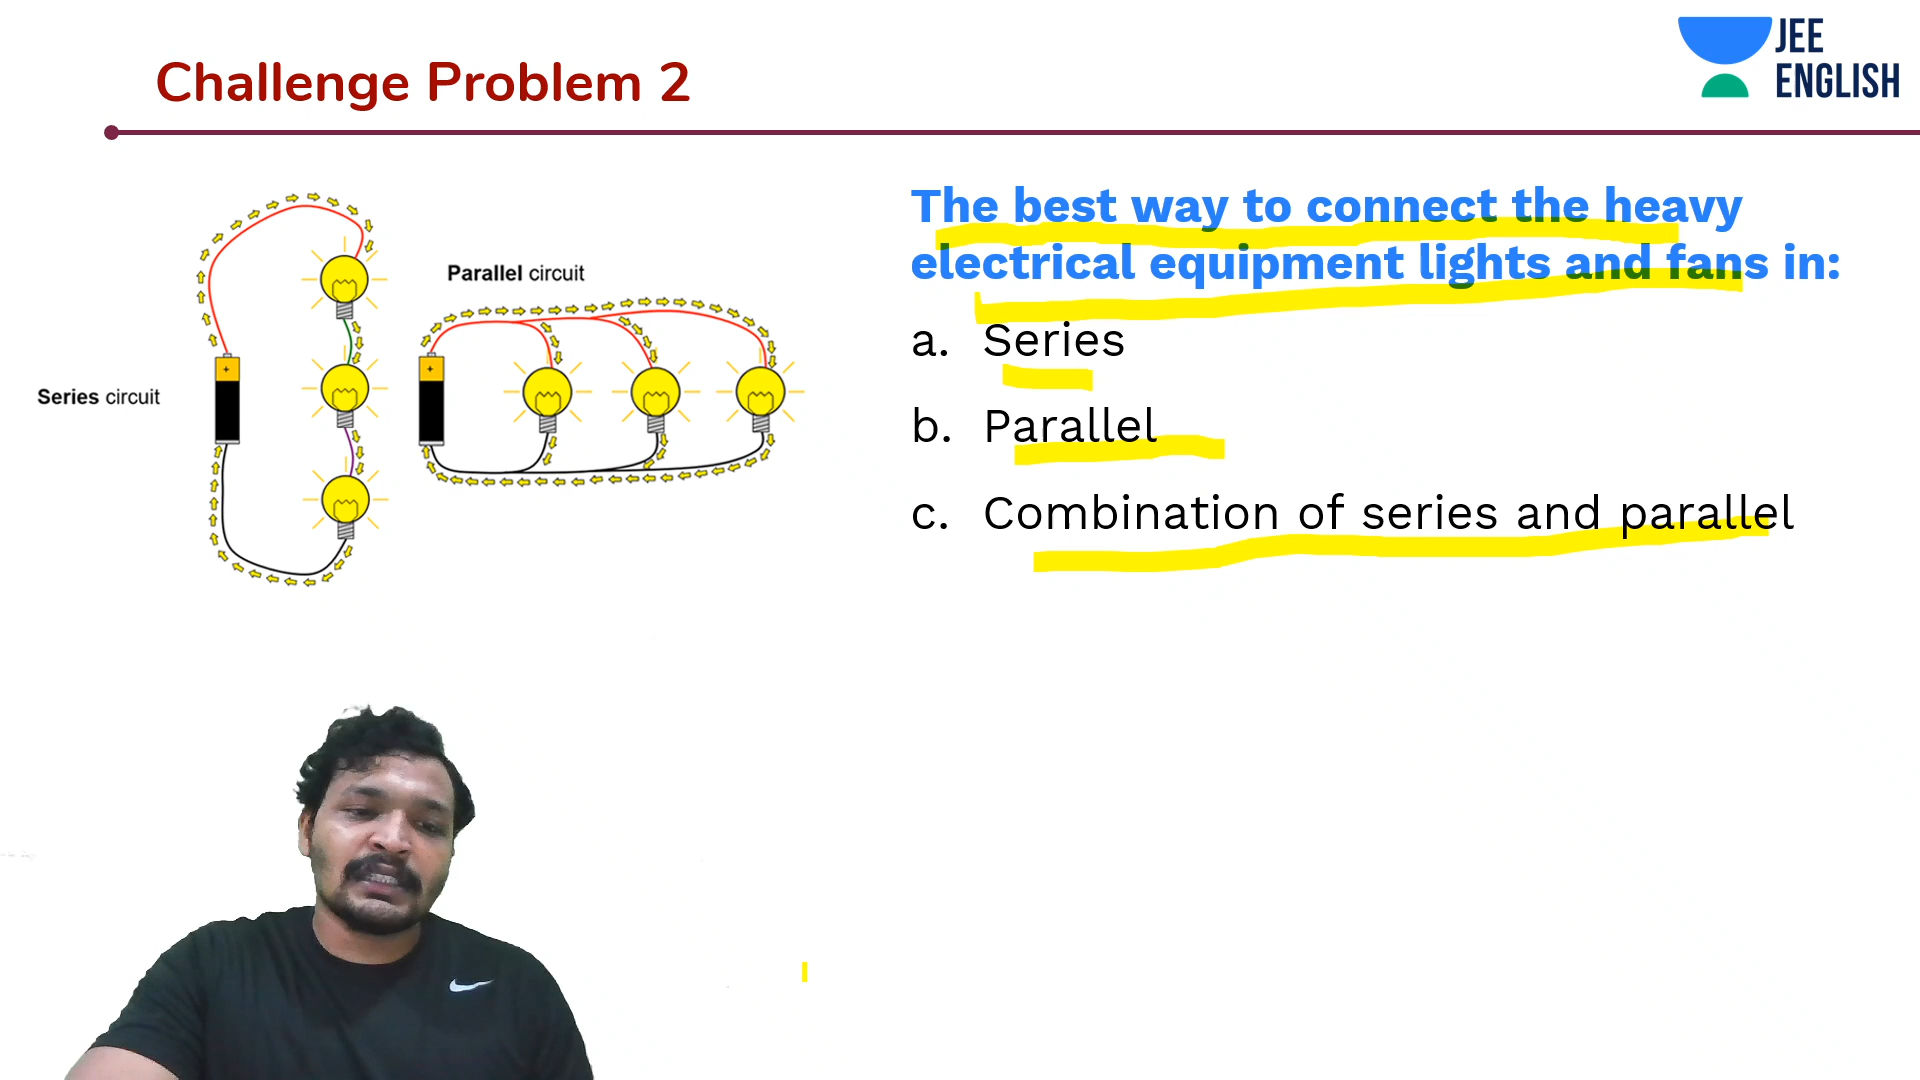 Challenge Problem 2
JEE
ENGLISH
Series circuit
Parallel circuit
+
+
The best way to connect the heavy
electrical equipment lights and fans in:
a. Series
b. Parallel
c. Combination of series and parallel